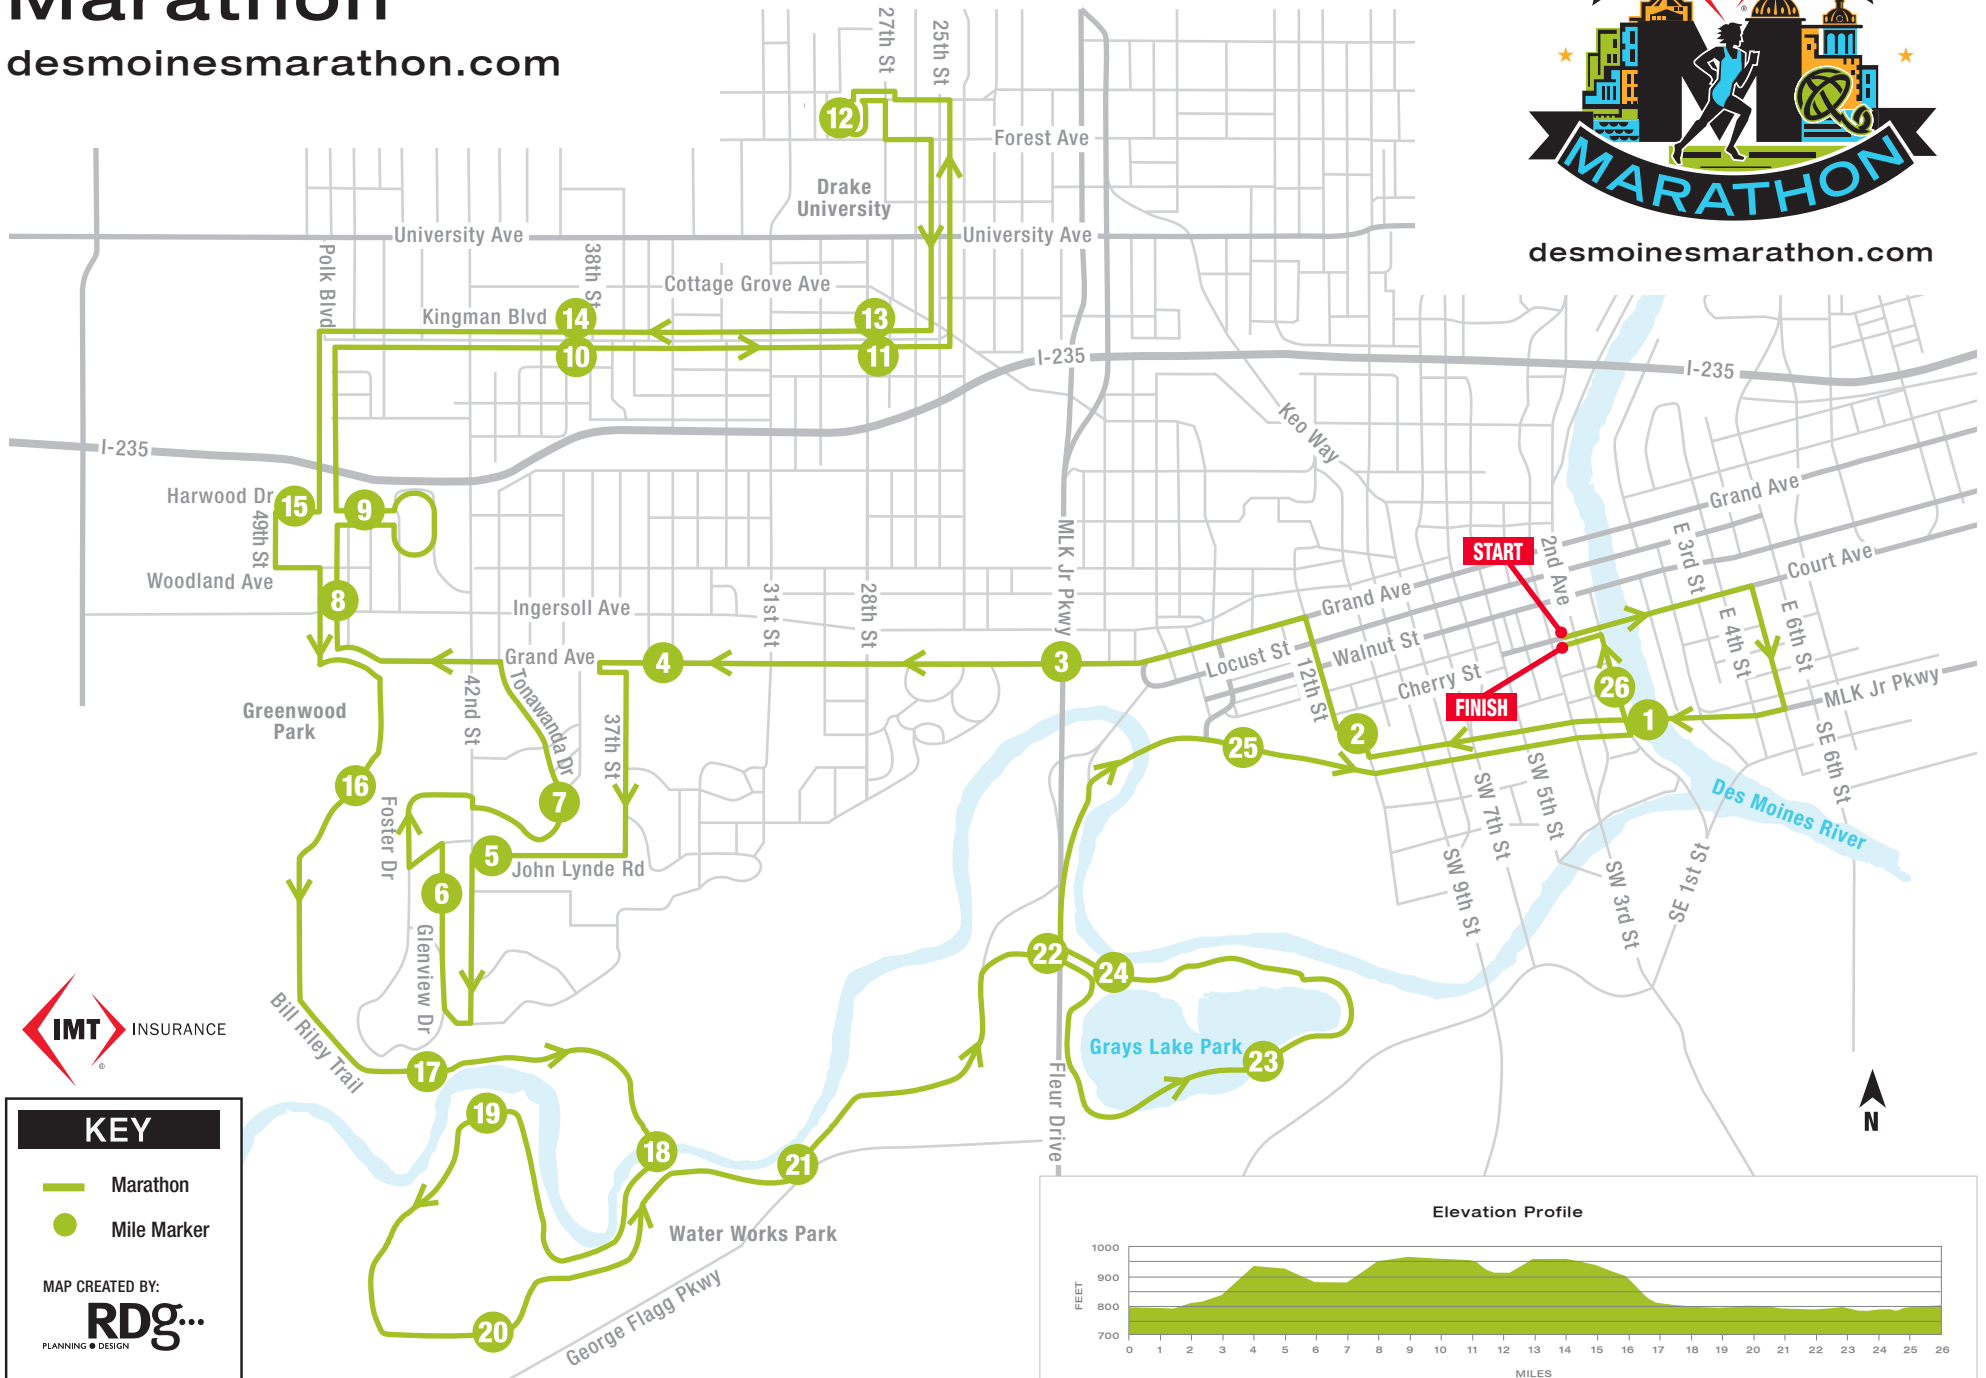 Marathon
desmoinesmarathon.com
MARATHON
desmoinesmarathon.com
27th St
25th St
12
Forest Ave
Drake
University
University Ave
University Ave
Polk Blvd
38th St
Cottage Grove Ave
Kingman Blvd
14
13
10
11
I-235
I-235
I-235
Keo Way
Harwood Dr
15
9
49th St
Woodland Ave
8
Ingersoll Ave
31st St
28th St
MLK Jr Pkwy
Grand Ave
START
2nd Ave
E 3rd St
Court Ave
Grand Ave
Grand Ave
4
3
Locust St
Walnut St
E 4th St
E 6th St
12th St
Cherry St
26
MLK Jr Pkwy
FINISH
1
2
25
Greenwood
Park
42nd St
Tonawanda Dr
37th St
SW 7th St
SW 5th St
SE 6th St
16
7
Foster Dr
Des Moines River
5
John Lynde Rd
6
SW 9th St
SW 3rd St
SE 1st St
Glenview Dr
22
24
IMT INSURANCE
®
Bill Riley Trail
17
Grays Lake Park
23
Fleur Drive
19
18
21
N
KEY
Marathon
Mile Marker
Water Works Park
20
George Flagg Pkwy
MAP CREATED BY:
RDg...
PLANNING ● DESIGN
Elevation Profile
1000
900
800
700
FEET
0 1 2 3 4 5 6 7 8 9 10 11 12 13 14 15 16 17 18 19 20 21 22 23 24 25 26
MILES